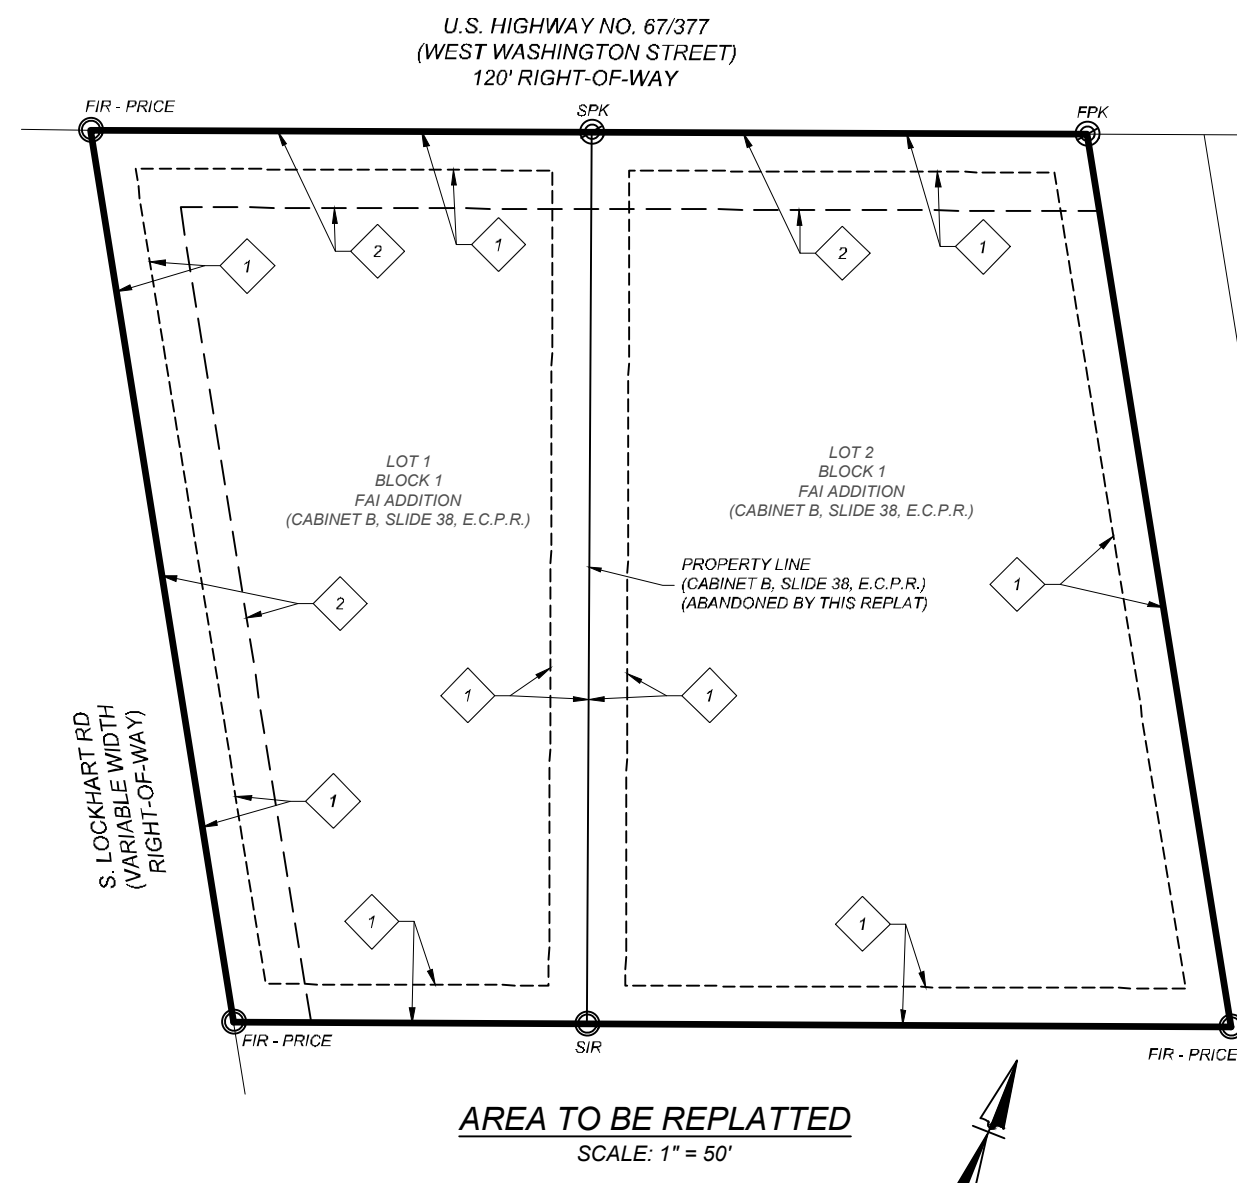 U.S. HIGHWAY NO. 67/377
(WEST WASHINGTON STREET)
120' RIGHT-OF-WAY
FIR - PRICE
SPK
FPK
2
1
2
1
1
LOT 1
BLOCK 1
FAI ADDITION
(CABINET B, SLIDE 38, E.C.P.R.)
LOT 2
BLOCK 1
FAI ADDITION
(CABINET B, SLIDE 38, E.C.P.R.)
PROPERTY LINE
(CABINET B, SLIDE 38, E.C.P.R.)
(ABANDONED BY THIS REPLAT)
1
2
1
1
S. LOCKHART RD
(VARIABLE WIDTH
RIGHT-OF-WAY)
1
1
1
FIR - PRICE
SIR
FIR - PRICE
AREA TO BE REPLATTED
SCALE: 1" = 50'